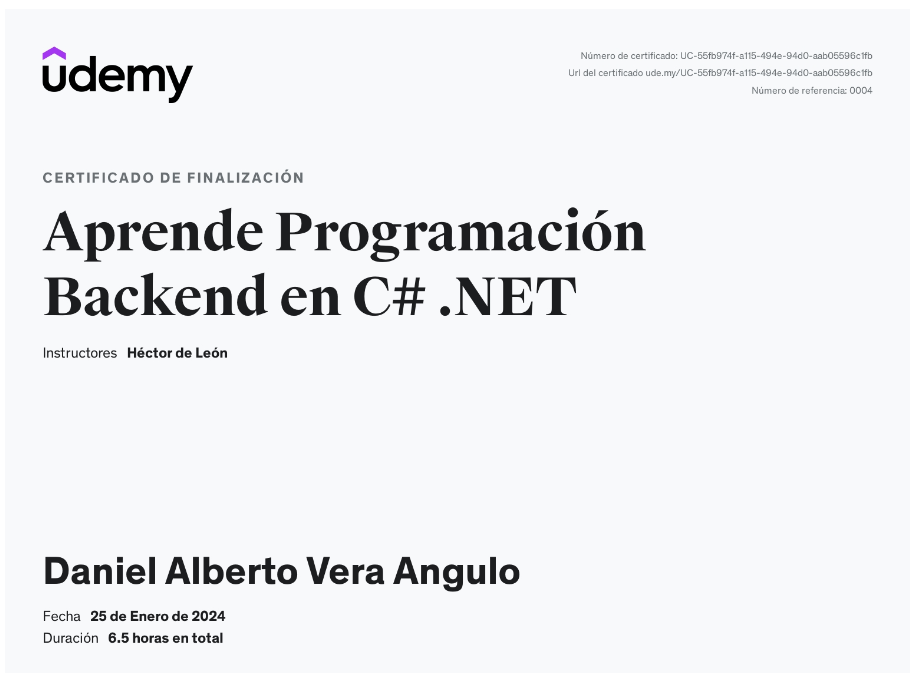 udemy
Número de certificado: UC-55fb974f-a115-494e-94d0-aab05596c1fb
Url del certificado ude.my/UC-55fb974f-a115-494e-94d0-aab05596c1fb
Número de referencia: 0004
CERTIFICADO DE FINALIZACIÓN
Aprende Programación
Backend en C# .NET
Instructores Héctor de León
Daniel Alberto Vera Angulo
Fecha 25 de Enero de 2024
Duración 6.5 horas en total